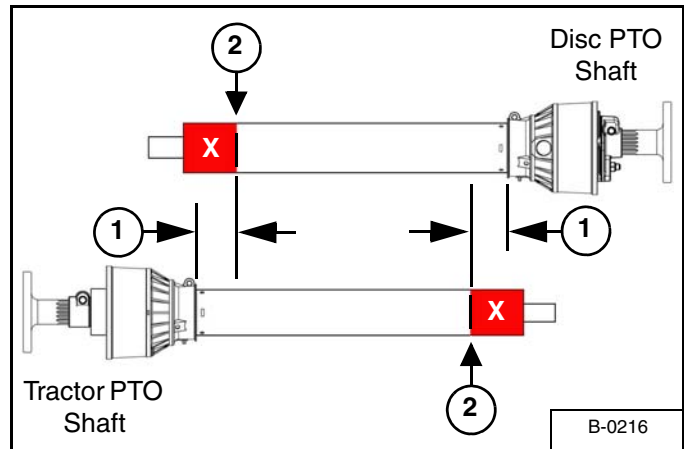 2
Disc PTO
Shaft
X
1
1
X
Tractor PTO
Shaft
2
B-0216